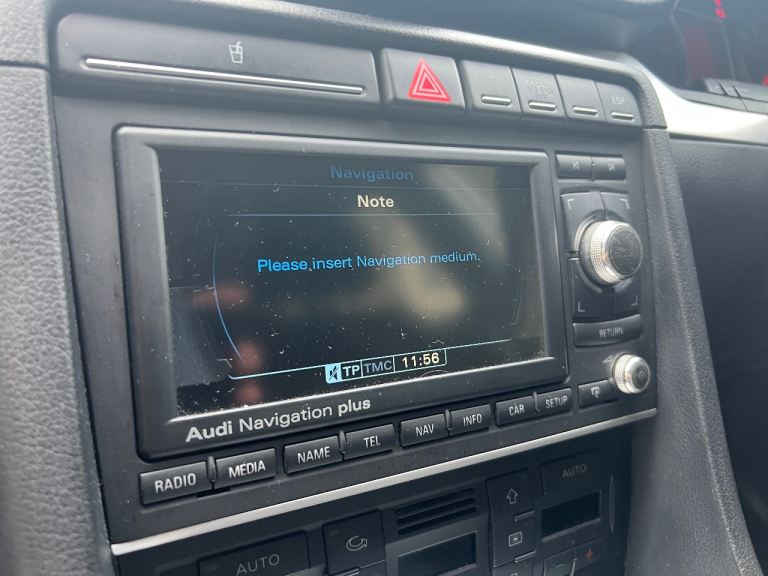 ESP
Navigation
Note
Please insert Navigation medium.
TP TMC 11:56
Audi Navigation plus
RETURN
RADIO MEDIA NAME TEL NAV INFO CAR SETUP
AUTO AUTO